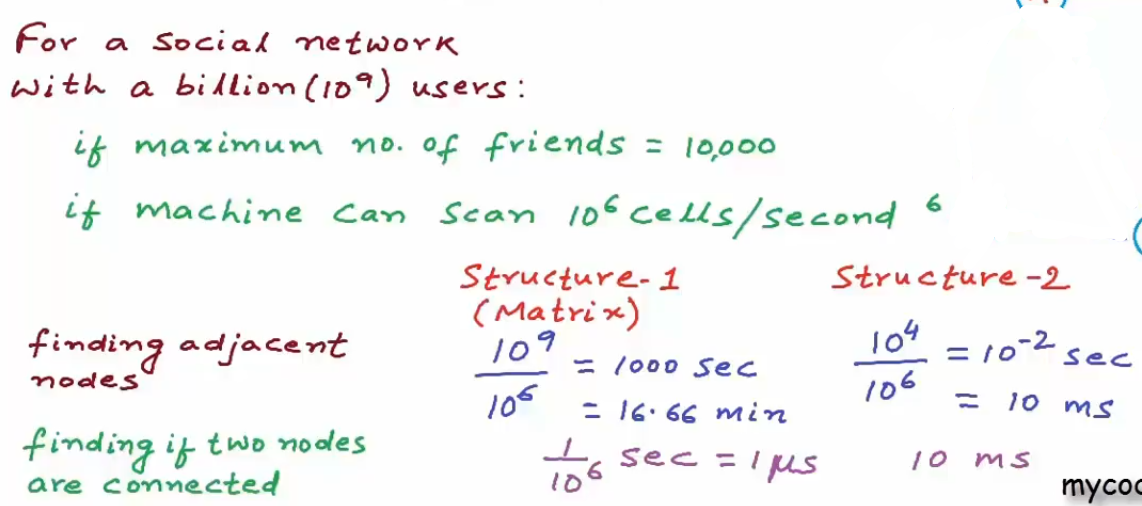 For a social network
with a billion (10⁹) users:
if maximum no. of friends = 10,000
if machine can scan 10⁶ cells/second 6
Structure-1 Structure-2
(Matrix)
finding adjacent nodes
10⁹/10⁶ = 1000 sec
= 16.66 min
10⁴/10⁶ = 10⁻² sec
= 10 ms
finding if two nodes
are connected
1/10⁶ sec = 1 μs 10 ms